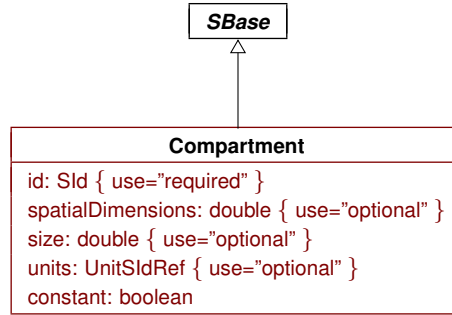 SBase
Compartment
id: SId { use=”required” }
spatialDimensions: double { use=”optional” }
size: double { use=”optional” }
units: UnitSIdRef { use=”optional” }
constant: boolean